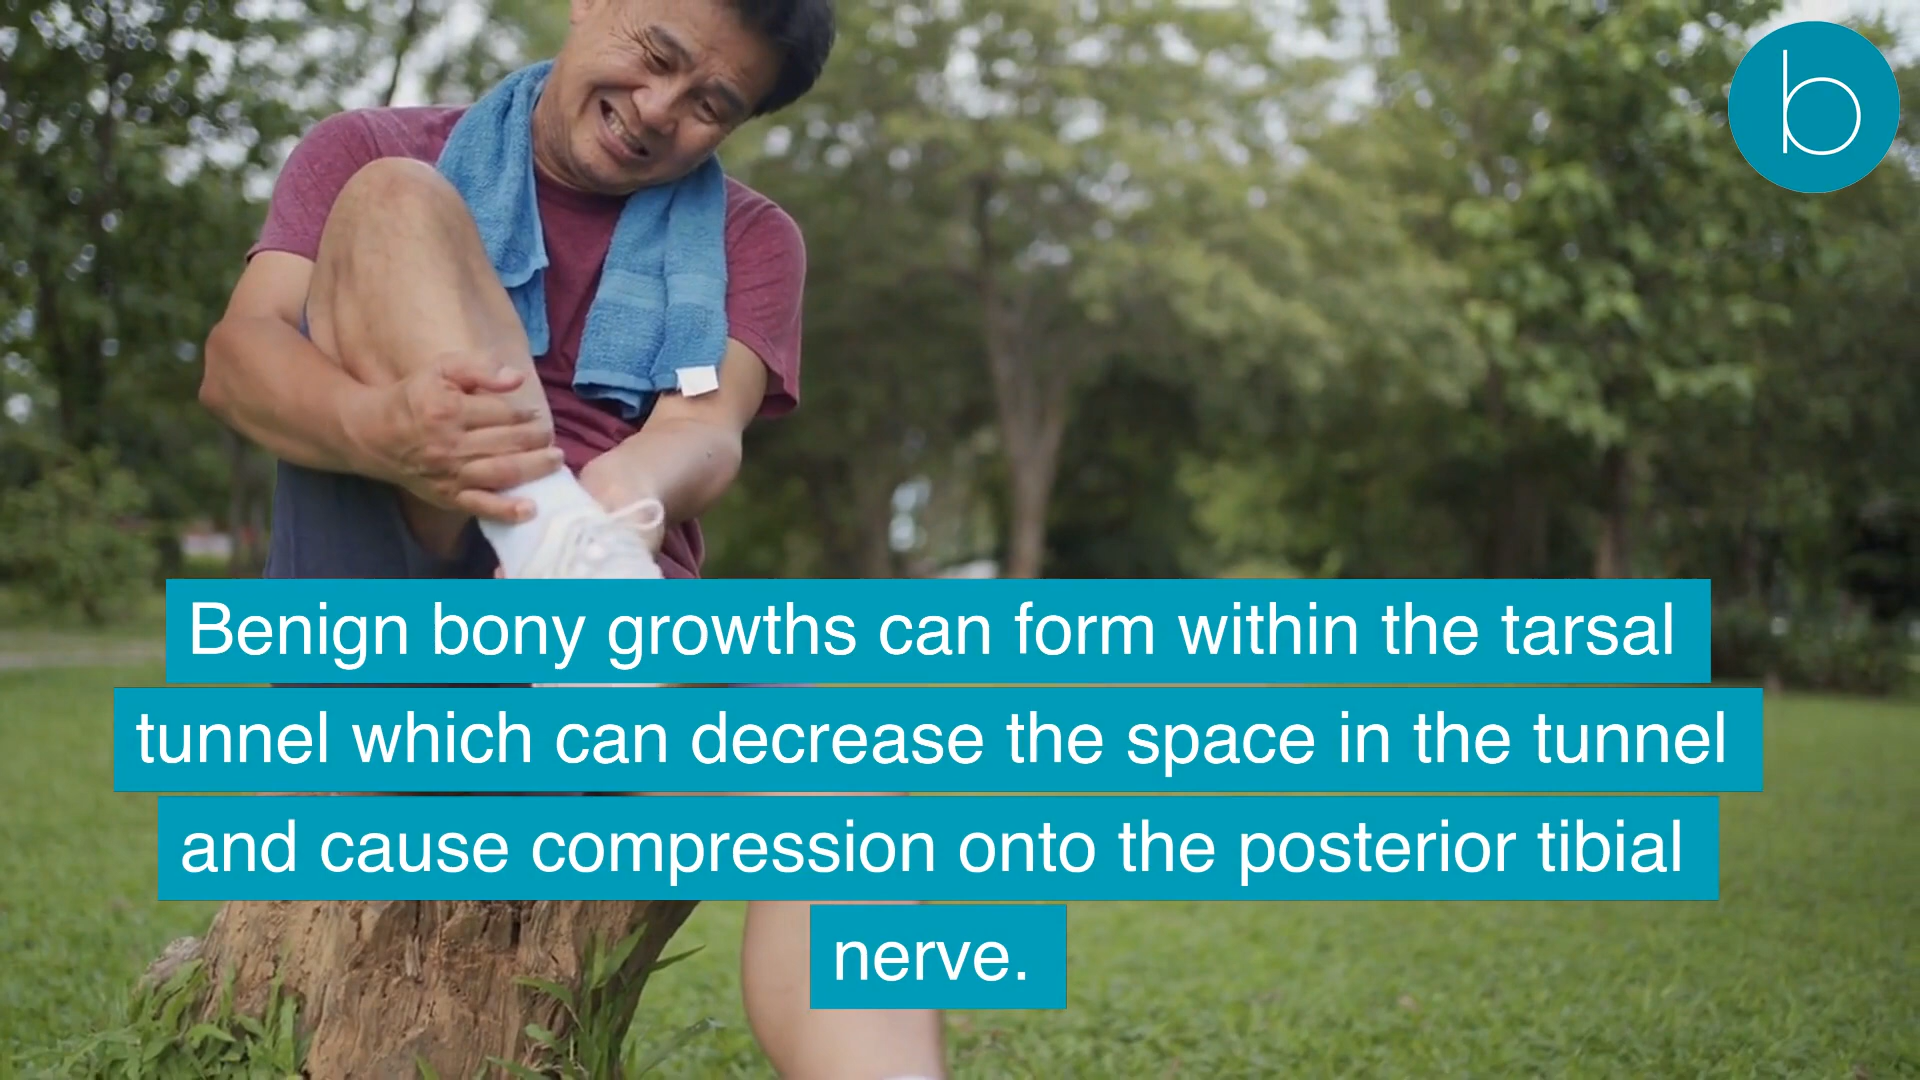 b
Benign bony growths can form within the tarsal
tunnel which can decrease the space in the tunnel
and cause compression onto the posterior tibial
nerve.